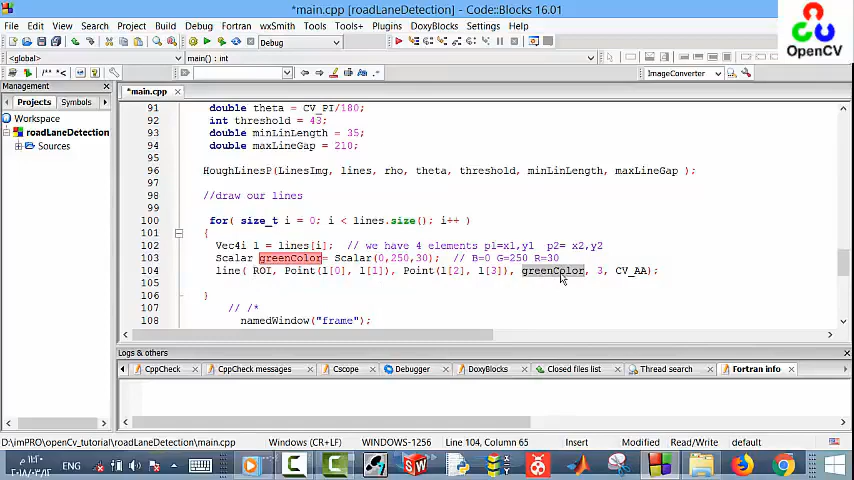 *main.cpp [roadLaneDetection] - Code::Blocks 16.01
OpenCV
File Edit View Search Project Build Debug Fortran wxSmith Tools Tools+ Plugins DoxyBlocks Settings Help
Debug
<global>
main() : int
/** *<
ImageConverter
Management
*main.cpp
Projects Symbols
Workspace
roadLaneDetection
Sources
91 double theta = CV_PI/180;
92 int threshold = 43;
93 double minLinLength = 35;
94 double maxLineGap = 210;
95
96 HoughLinesP(LinesImg, lines, rho, theta, threshold, minLinLength, maxLineGap );
97
98 //draw our lines
99
100 for( size_t i = 0; i < lines.size(); i++ )
101 {
102 Vec4i l = lines[i]; // we have 4 elements p1=x1,y1 p2= x2,y2
103 Scalar greenColor= Scalar(0,250,30); // B=0 G=250 R=30
104 line( ROI, Point(l[0], l[1]), Point(l[2], l[3]), greenColor, 3, CV_AA);
105
106 }
107 // /*
108 namedWindow("frame");
Logs & others
CppCheck CppCheck messages Cscope Debugger DoxyBlocks Closed files list Thread search Fortran info
D:\imPRO\openCv_tutorial\roadLaneDetection\main.cpp Windows (CR+LF) WINDOWS-1256 Line 104, Column 65 Insert Modified Read/Write default
ENG